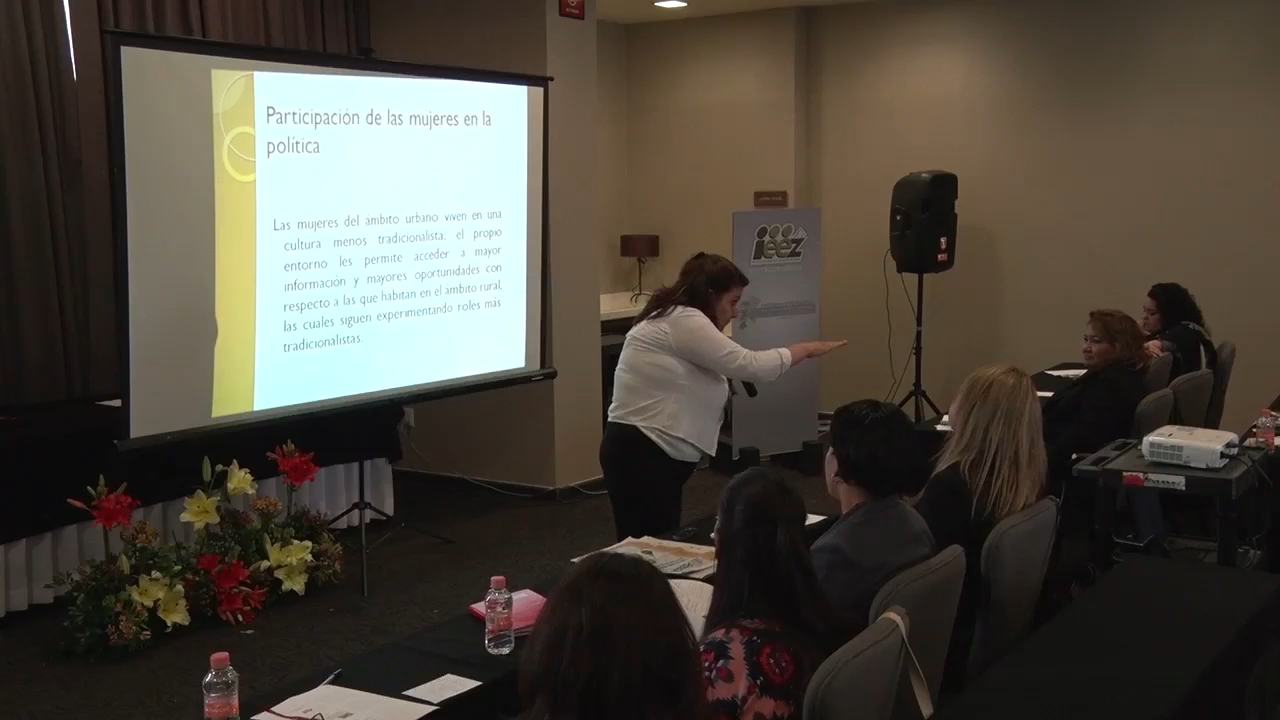 Participación de las mujeres en la
política
Las mujeres del ámbito urbano viven en una
cultura menos tradicionalista; el propio
entorno les permite acceder a mayor
información y mayores oportunidades con
respecto a las que habitan en el ámbito rural,
las cuales siguen experimentando roles más
tradicionalistas.
ieez